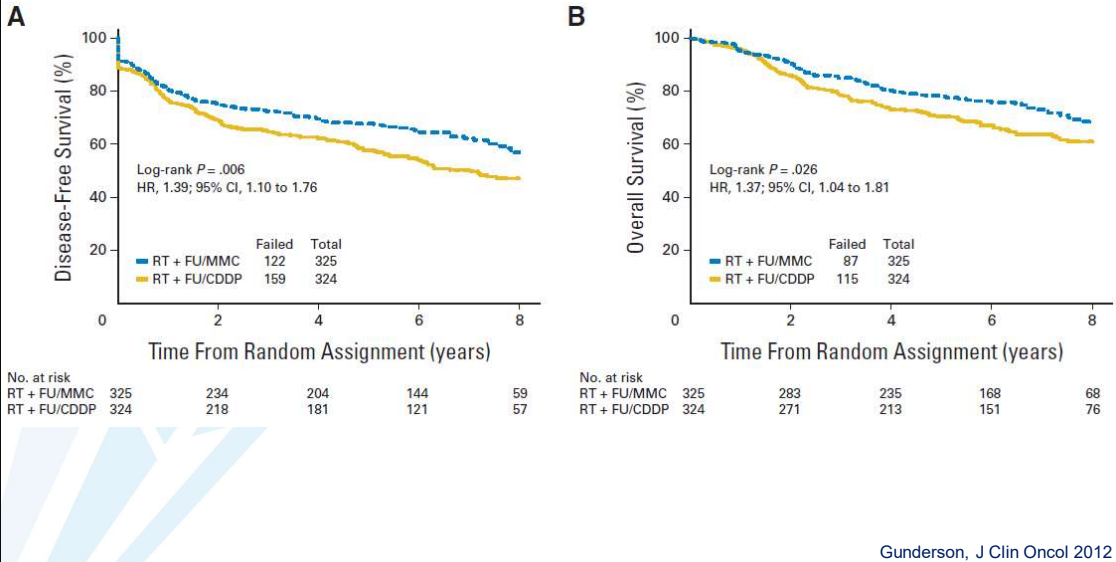 A
Disease-Free Survival (%)
100
80
60
40
20
0
2
4
6
8
Log-rank P = .006
HR, 1.39; 95% CI, 1.10 to 1.76
Failed Total
RT + FU/MMC 122 325
RT + FU/CDDP 159 324
Time From Random Assignment (years)
No. at risk
RT + FU/MMC 325 234 204 144 59
RT + FU/CDDP 324 218 181 121 57
B
Overall Survival (%)
100
80
60
40
20
0
2
4
6
8
Log-rank P = .026
HR, 1.37; 95% CI, 1.04 to 1.81
Failed Total
RT + FU/MMC 87 325
RT + FU/CDDP 115 324
Time From Random Assignment (years)
No. at risk
RT + FU/MMC 325 283 235 168 68
RT + FU/CDDP 324 271 213 151 76
Gunderson, J Clin Oncol 2012